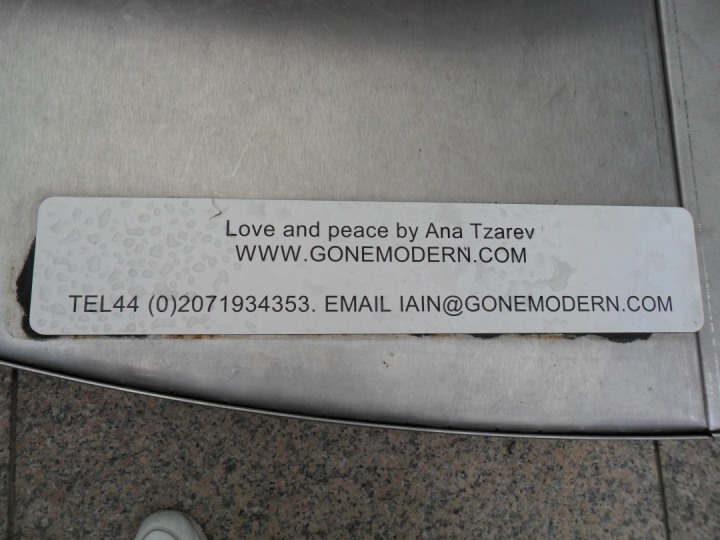 Love and peace by Ana Tzarev
WWW.GONEMODERN.COM
TEL44 (0)2071934353. EMAIL IAIN@GONEMODERN.COM